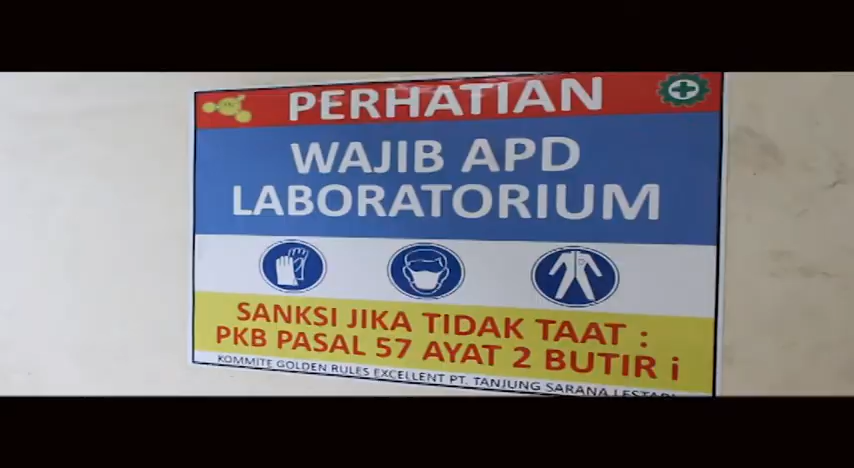 PERHATIAN
WAJIB APD
LABORATORIUM
SANKSI JIKA TIDAK TAAT :
PKB PASAL 57 AYAT 2 BUTIR i
KOMMITE GOLDEN RULES EXCELLENT PT. TANJUNG SARANA LESTARI